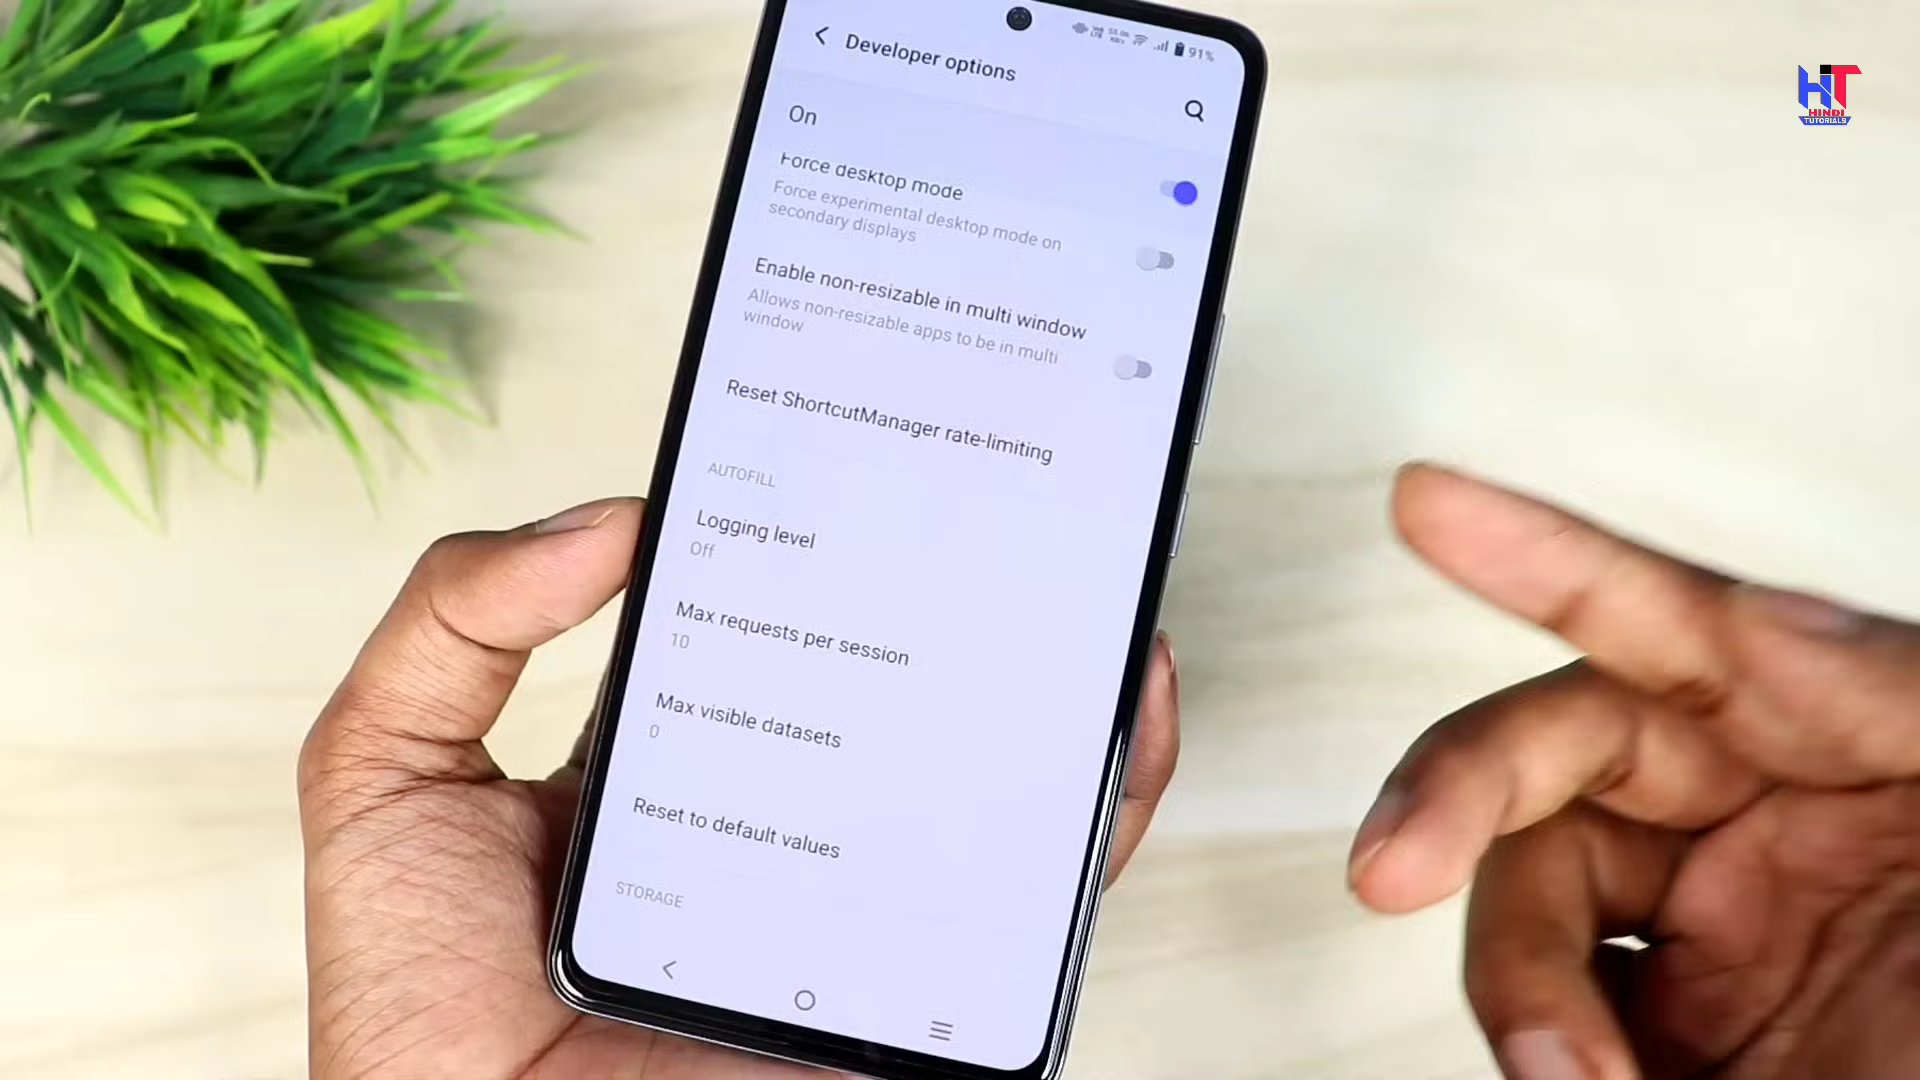 Developer options
91%
On
Force desktop mode
Force experimental desktop mode on
secondary displays
Enable non-resizable in multi window
Allows non-resizable apps to be in multi
window
Reset ShortcutManager rate-limiting
AUTOFILL
Logging level
Off
Max requests per session
10
Max visible datasets
0
Reset to default values
STORAGE
HT
HINDI
TUTORIALS